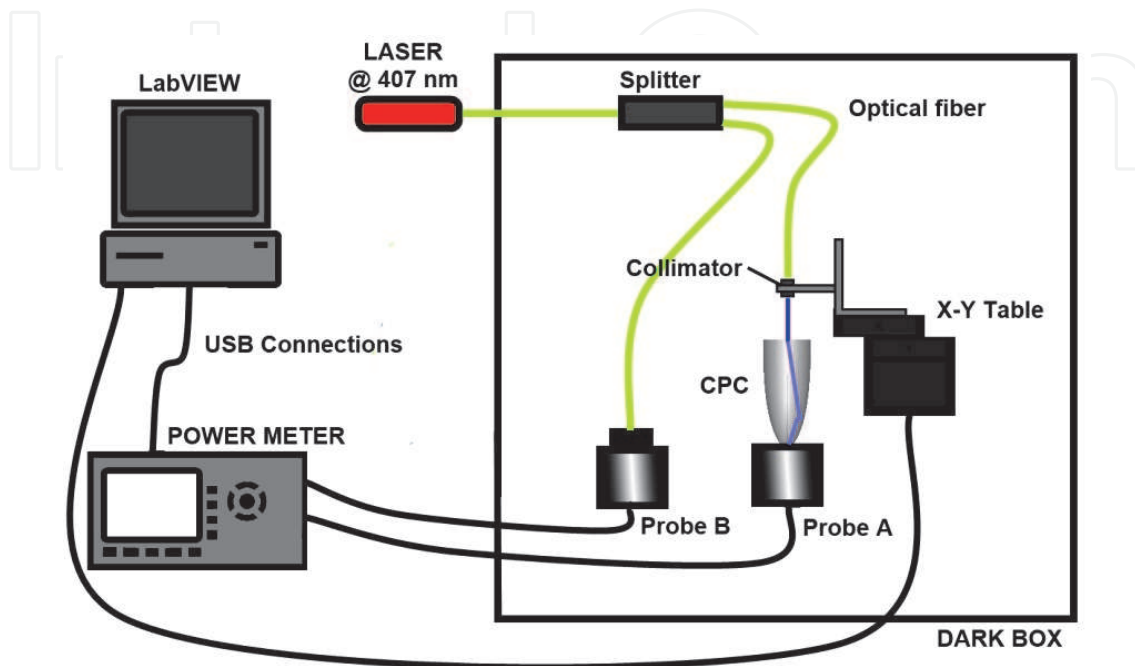 LASER
@ 407 nm
LabVIEW
Splitter
Optical fiber
Collimator
X-Y Table
USB Connections
CPC
POWER METER
Probe B
Probe A
DARK BOX